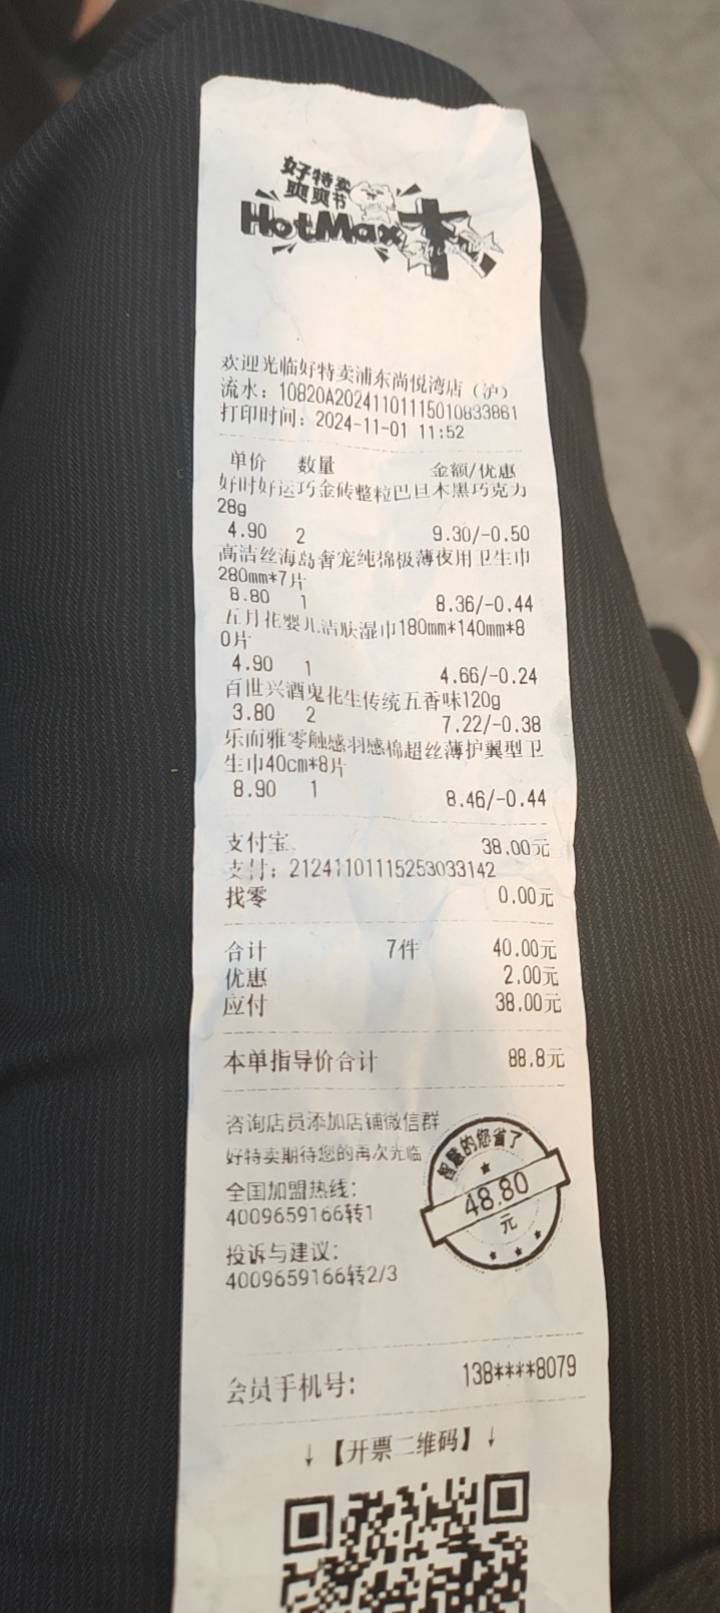 好特卖
爽爽节
HotMax
欢迎光临好特卖浦东尚悦湾店（沪）
流水：10820A20241101115010833861
打印时间：2024-11-01 11:52
单价 数量 金额/优惠
好时好运巧金砖整粒巴旦木黑巧克力
28g
4.90 2 9.30/-0.50
高洁丝海岛奢宠纯棉极薄夜用卫生巾
280mm*7片
8.80 1 8.36/-0.44
五月花婴儿洁肤湿巾180mm*140mm*8
0片
4.90 1 4.66/-0.24
百世兴酒鬼花生传统五香味120g
3.80 2 7.22/-0.38
乐而雅零触感羽感棉超丝薄护翼型卫
生巾40cm*8片
8.90 1 8.46/-0.44
支付宝 38.00元
支付：21241101115253033142
找零 0.00元
合计 7件 40.00元
优惠 2.00元
应付 38.00元
本单指导价合计 88.8元
咨询店员添加店铺微信群
好特卖期待您的再次光临
全国加盟热线：
4009659166转1
投诉与建议：
4009659166转2/3
智慧的您省了
48.80
元
会员手机号： 138****8079
↓【开票二维码】↓